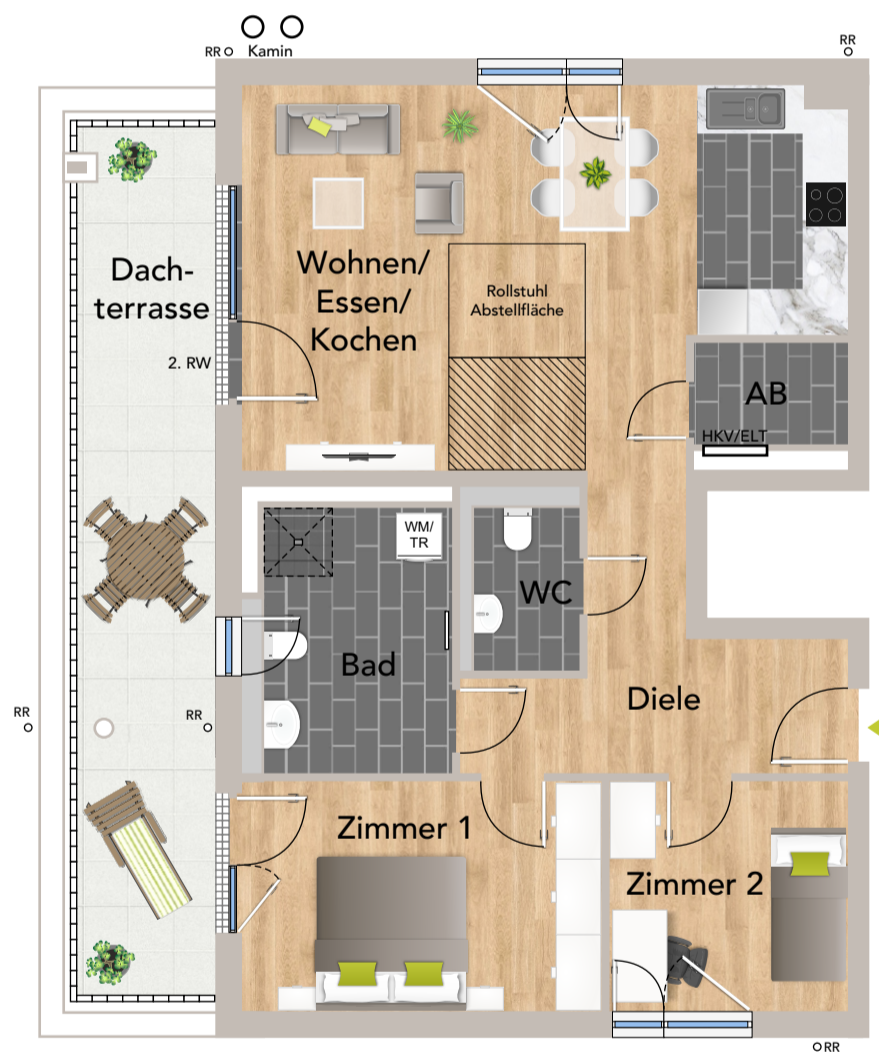 RR
Kamin
RR
Dach-
terrasse
Wohnen/
Essen/
Kochen
Rollstuhl
Abstellfläche
2. RW
AB
HKV/ELT
WM/
TR
WC
Bad
Diele
RR
RR
Zimmer 1
Zimmer 2
RR